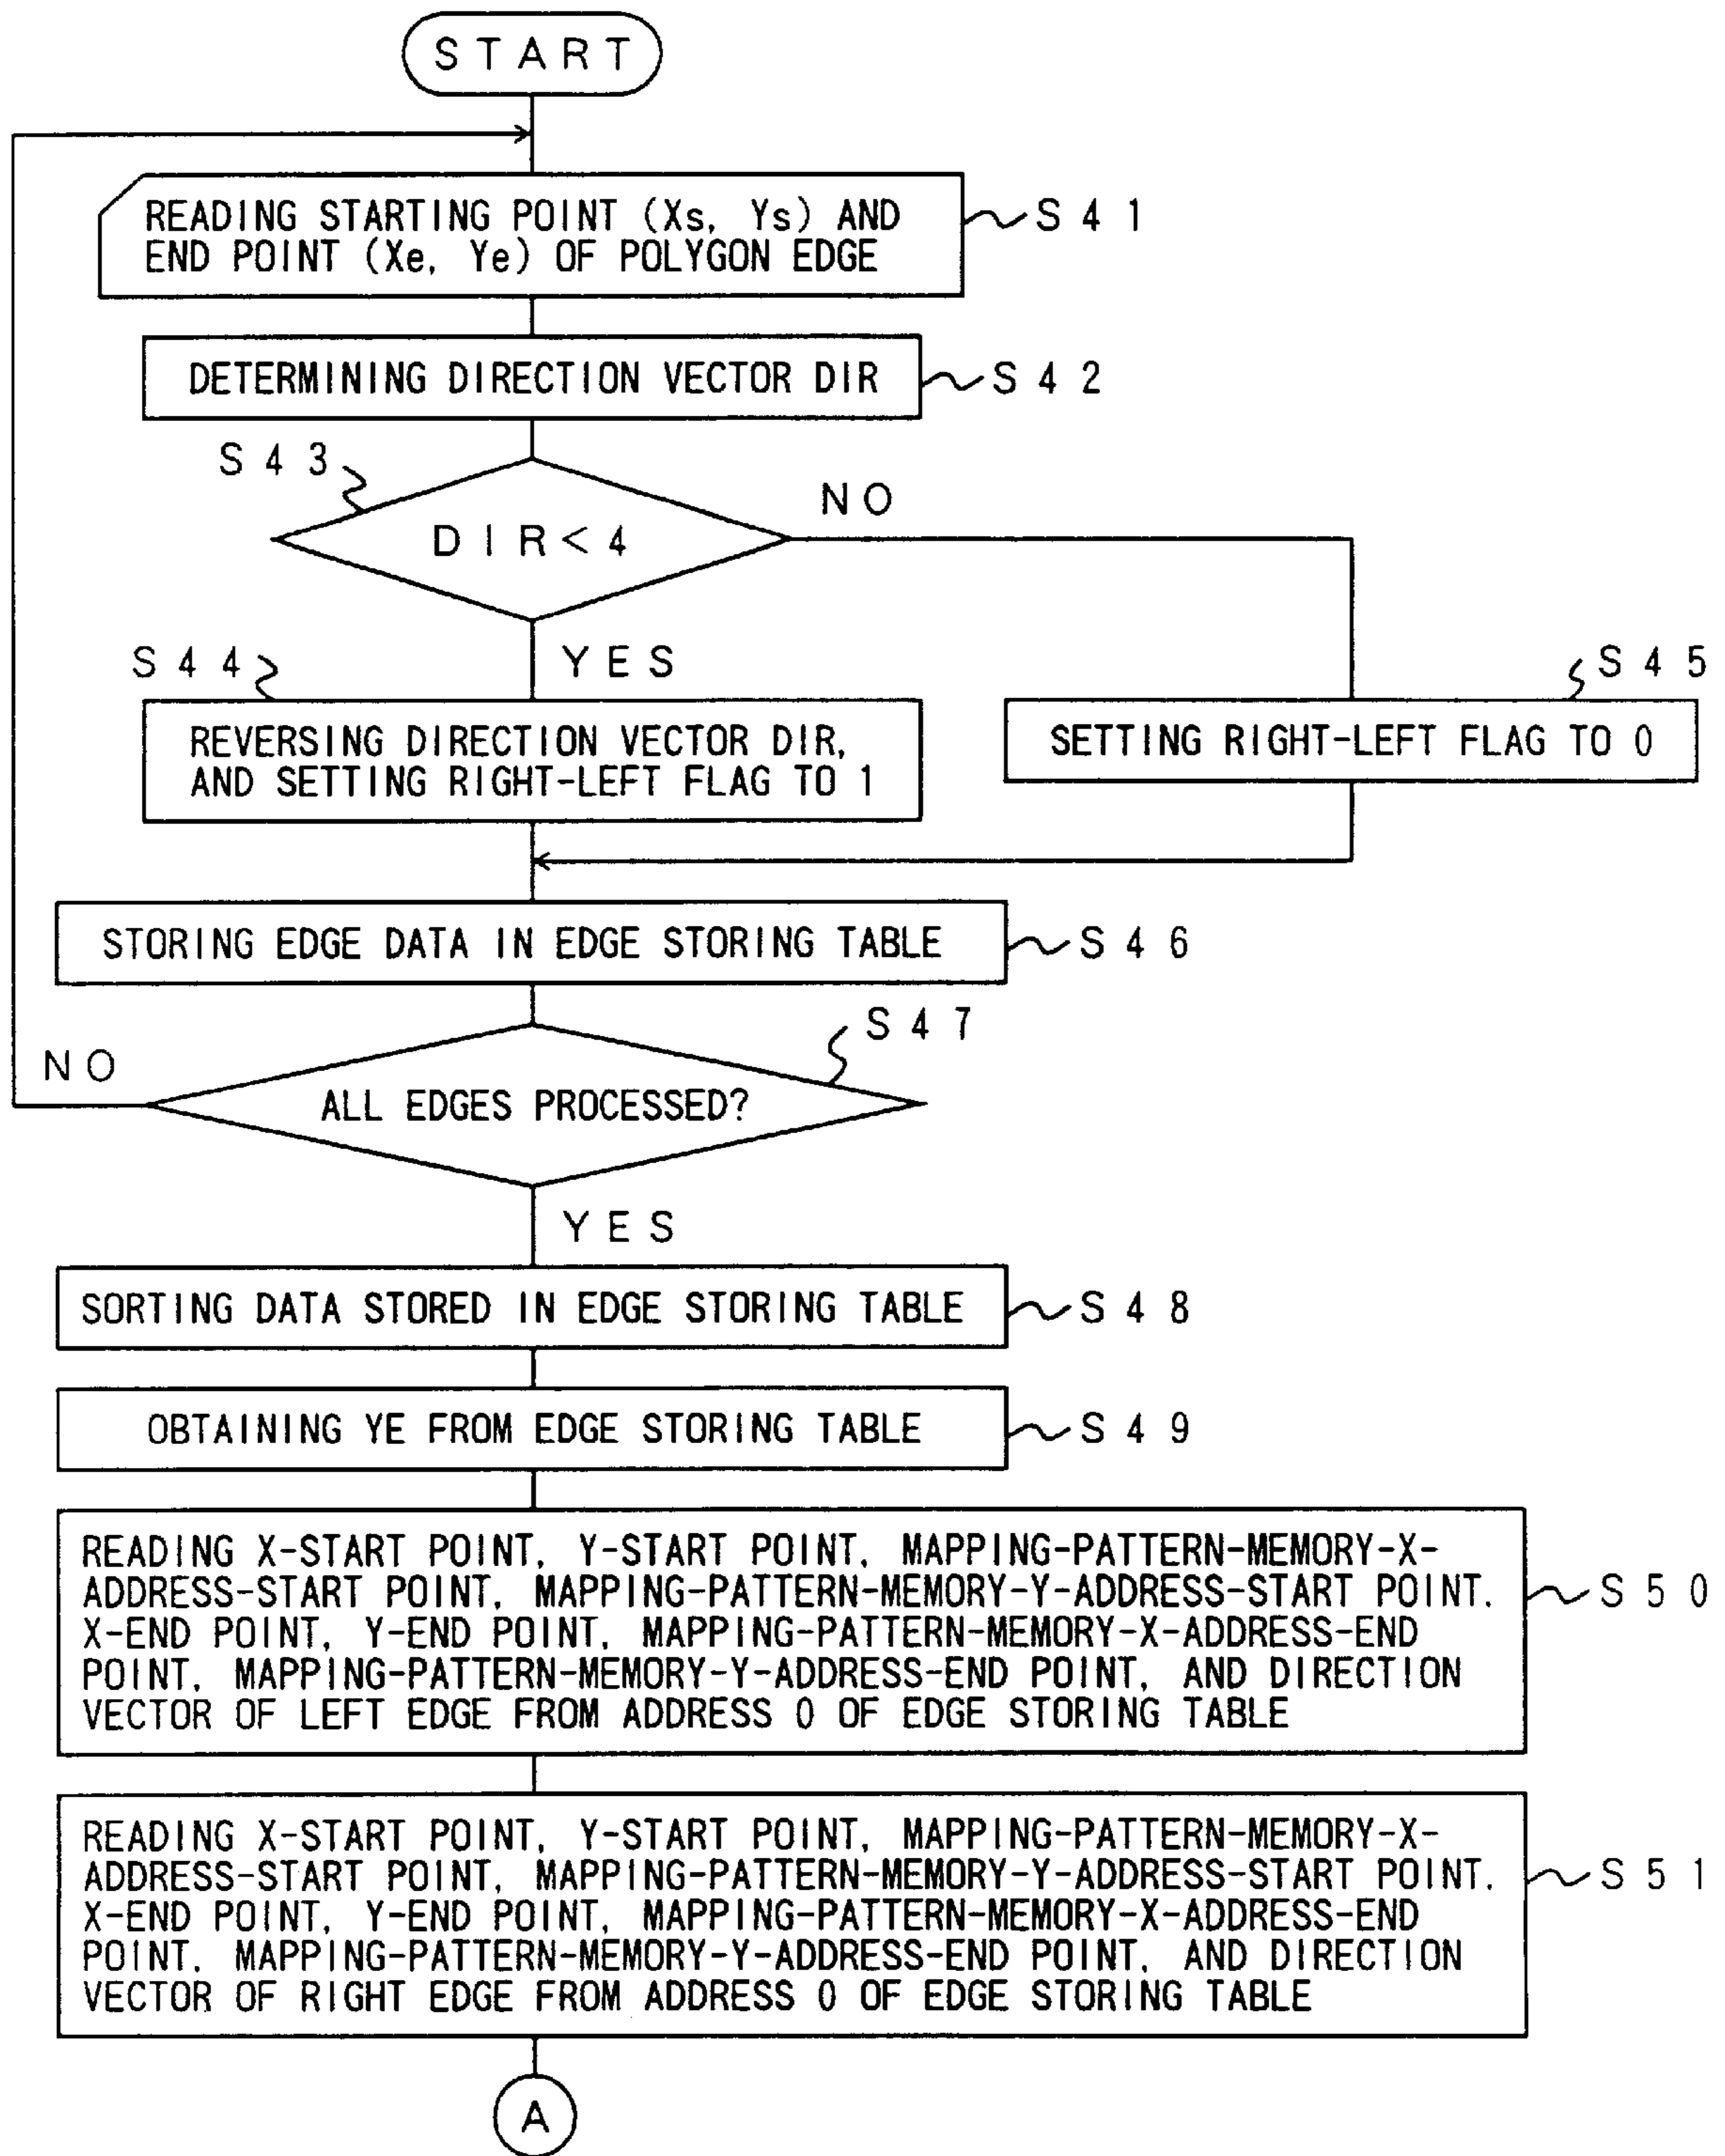 START
READING STARTING POINT (Xs, Ys) AND
END POINT (Xe, Ye) OF POLYGON EDGE
S41
DETERMINING DIRECTION VECTOR DIR
S42
S43
DIR<4
NO
YES
S44
REVERSING DIRECTION VECTOR DIR,
AND SETTING RIGHT-LEFT FLAG TO 1
S45
SETTING RIGHT-LEFT FLAG TO 0
STORING EDGE DATA IN EDGE STORING TABLE
S46
S47
ALL EDGES PROCESSED?
NO
YES
SORTING DATA STORED IN EDGE STORING TABLE
S48
OBTAINING YE FROM EDGE STORING TABLE
S49
READING X-START POINT, Y-START POINT, MAPPING-PATTERN-MEMORY-X-
ADDRESS-START POINT, MAPPING-PATTERN-MEMORY-Y-ADDRESS-START POINT,
X-END POINT, Y-END POINT, MAPPING-PATTERN-MEMORY-X-ADDRESS-END
POINT, MAPPING-PATTERN-MEMORY-Y-ADDRESS-END POINT, AND DIRECTION
VECTOR OF LEFT EDGE FROM ADDRESS 0 OF EDGE STORING TABLE
S50
READING X-START POINT, Y-START POINT, MAPPING-PATTERN-MEMORY-X-
ADDRESS-START POINT, MAPPING-PATTERN-MEMORY-Y-ADDRESS-START POINT,
X-END POINT, Y-END POINT, MAPPING-PATTERN-MEMORY-X-ADDRESS-END
POINT, MAPPING-PATTERN-MEMORY-Y-ADDRESS-END POINT, AND DIRECTION
VECTOR OF RIGHT EDGE FROM ADDRESS 0 OF EDGE STORING TABLE
S51
A